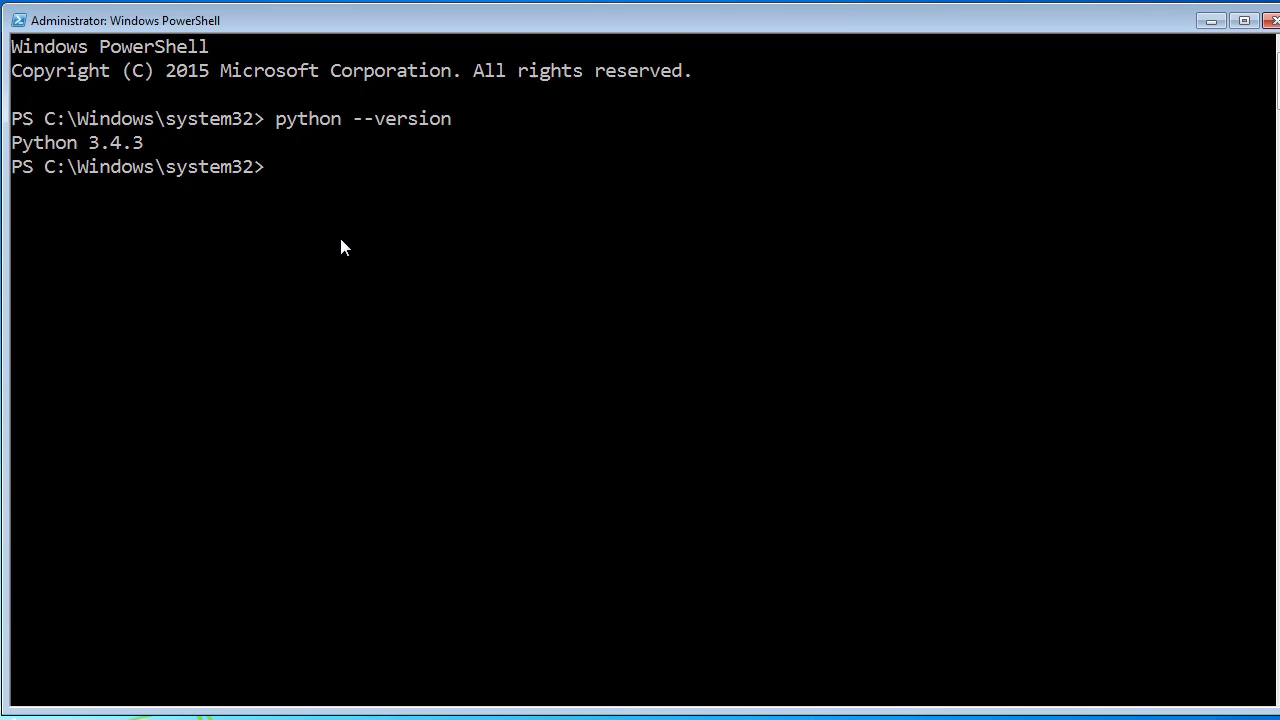 Administrator: Windows PowerShell
Windows PowerShell
Copyright (C) 2015 Microsoft Corporation. All rights reserved.
PS C:\Windows\system32> python --version
Python 3.4.3
PS C:\Windows\system32>